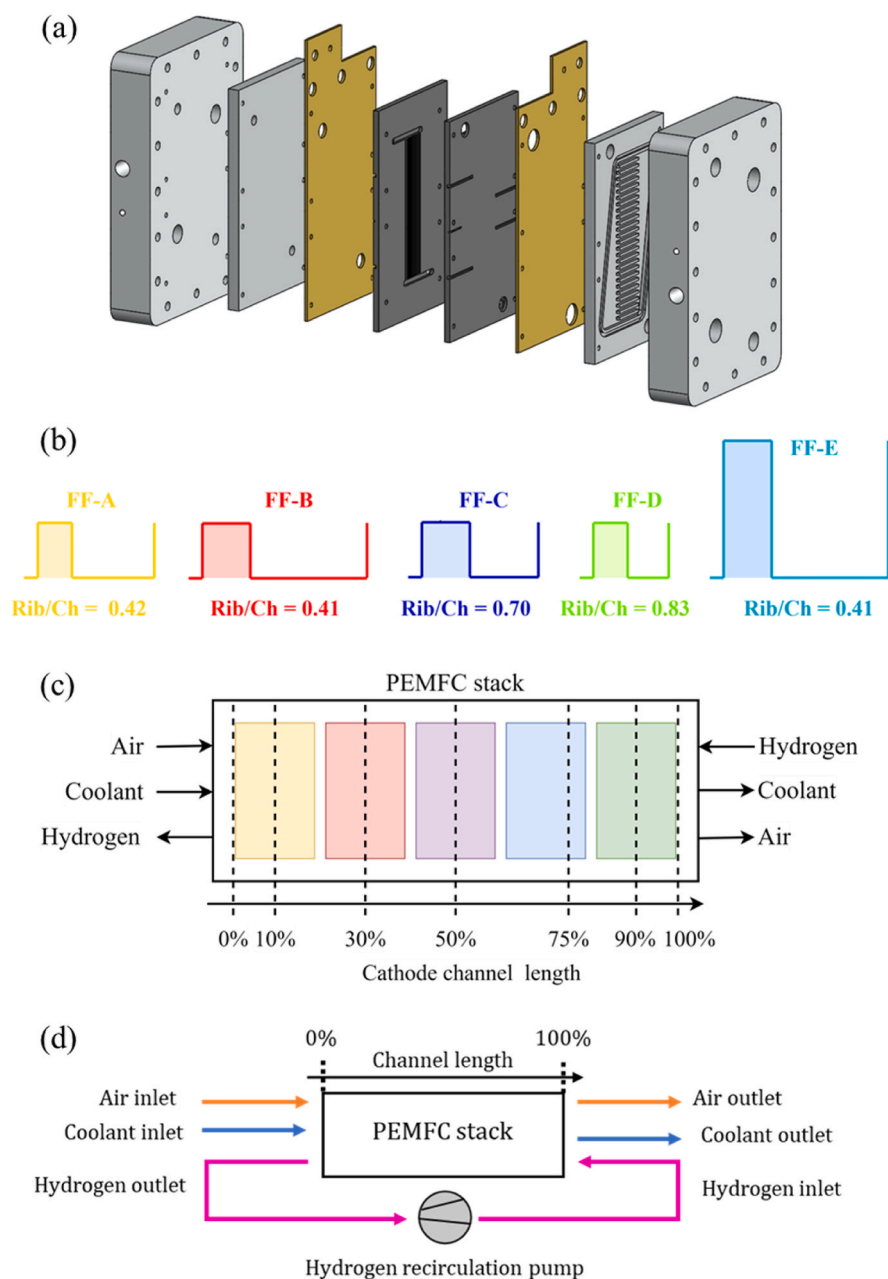 (a)
(b)
FF-A FF-B FF-C FF-D FF-E
Rib/Ch = 0.42 Rib/Ch = 0.41 Rib/Ch = 0.70 Rib/Ch = 0.83 Rib/Ch = 0.41
(c)
PEMFC stack
Air Hydrogen
Coolant Coolant
Hydrogen Air
0% 10% 30% 50% 75% 90% 100%
Cathode channel length
(d)
0% 100%
Channel length
Air inlet Air outlet
Coolant inlet PEMFC stack Coolant outlet
Hydrogen outlet Hydrogen inlet
Hydrogen recirculation pump